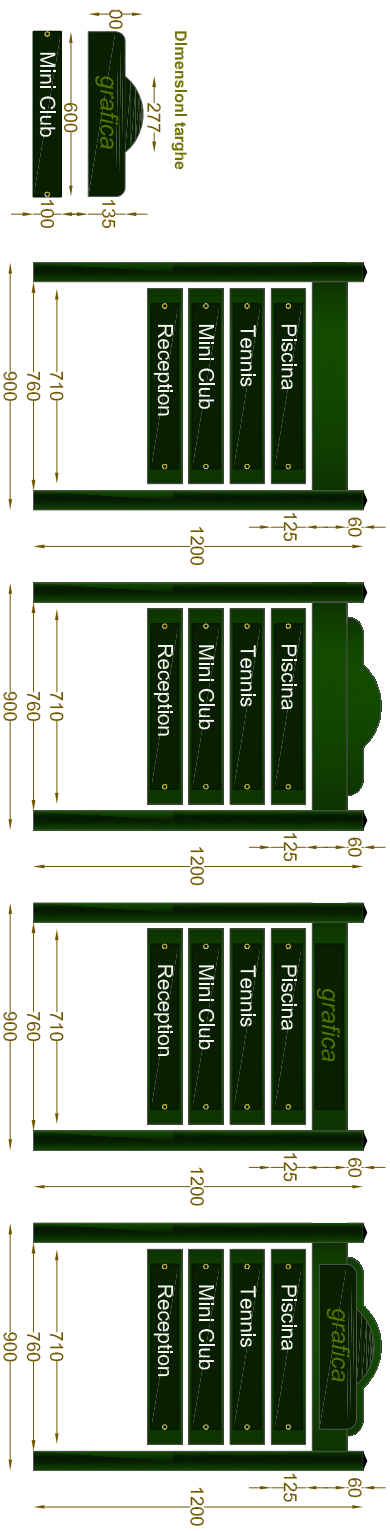 DImensionI targhe
277
grafica
135
600
Mini Club
100
60
Piscina
125
Tennis
Mini Club
1200
Reception
710
760
900
60
Piscina
125
Tennis
Mini Club
1200
Reception
710
760
900
grafica
60
Piscina
125
Tennis
Mini Club
1200
Reception
710
760
900
grafica
60
Piscina
125
Tennis
Mini Club
1200
Reception
710
760
900